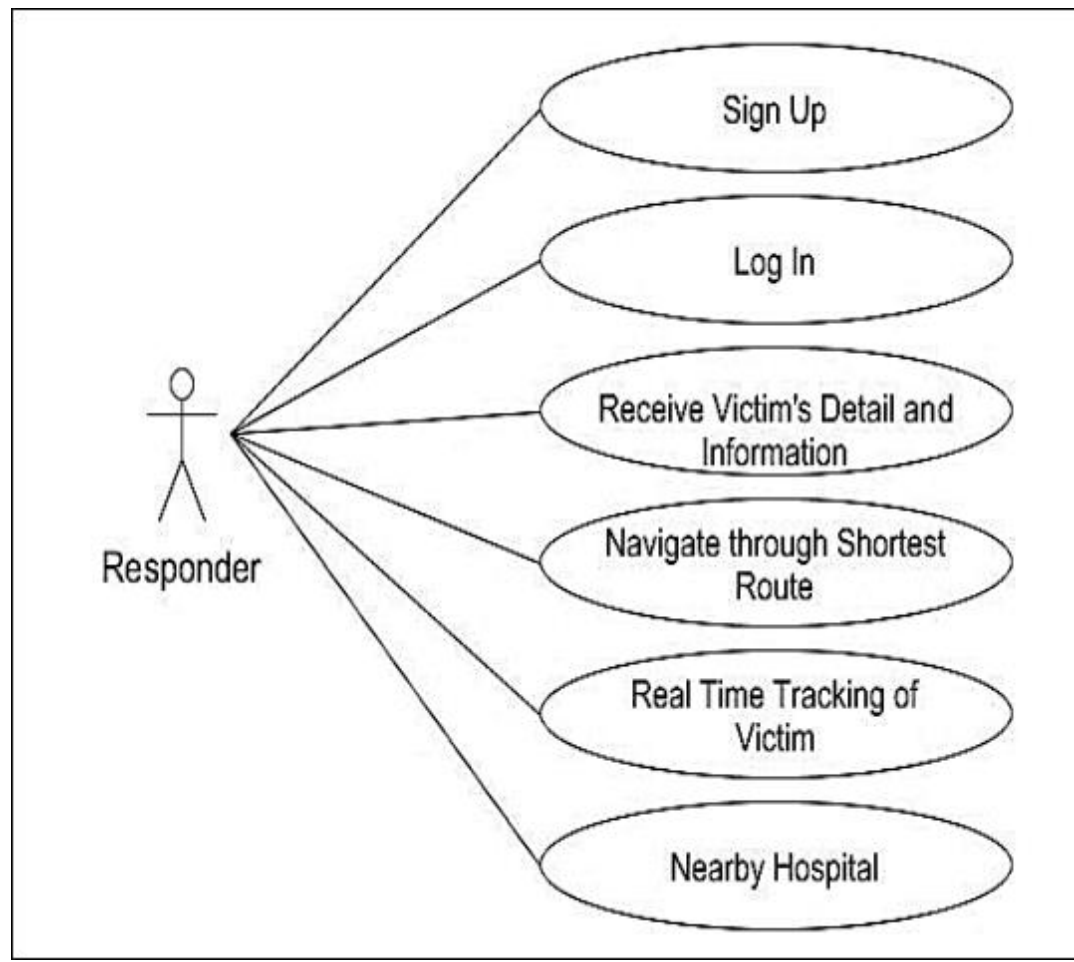 Sign Up
Log In
Receive Victim's Detail and
Information
Navigate through Shortest
Route
Responder
Real Time Tracking of
Victim
Nearby Hospital